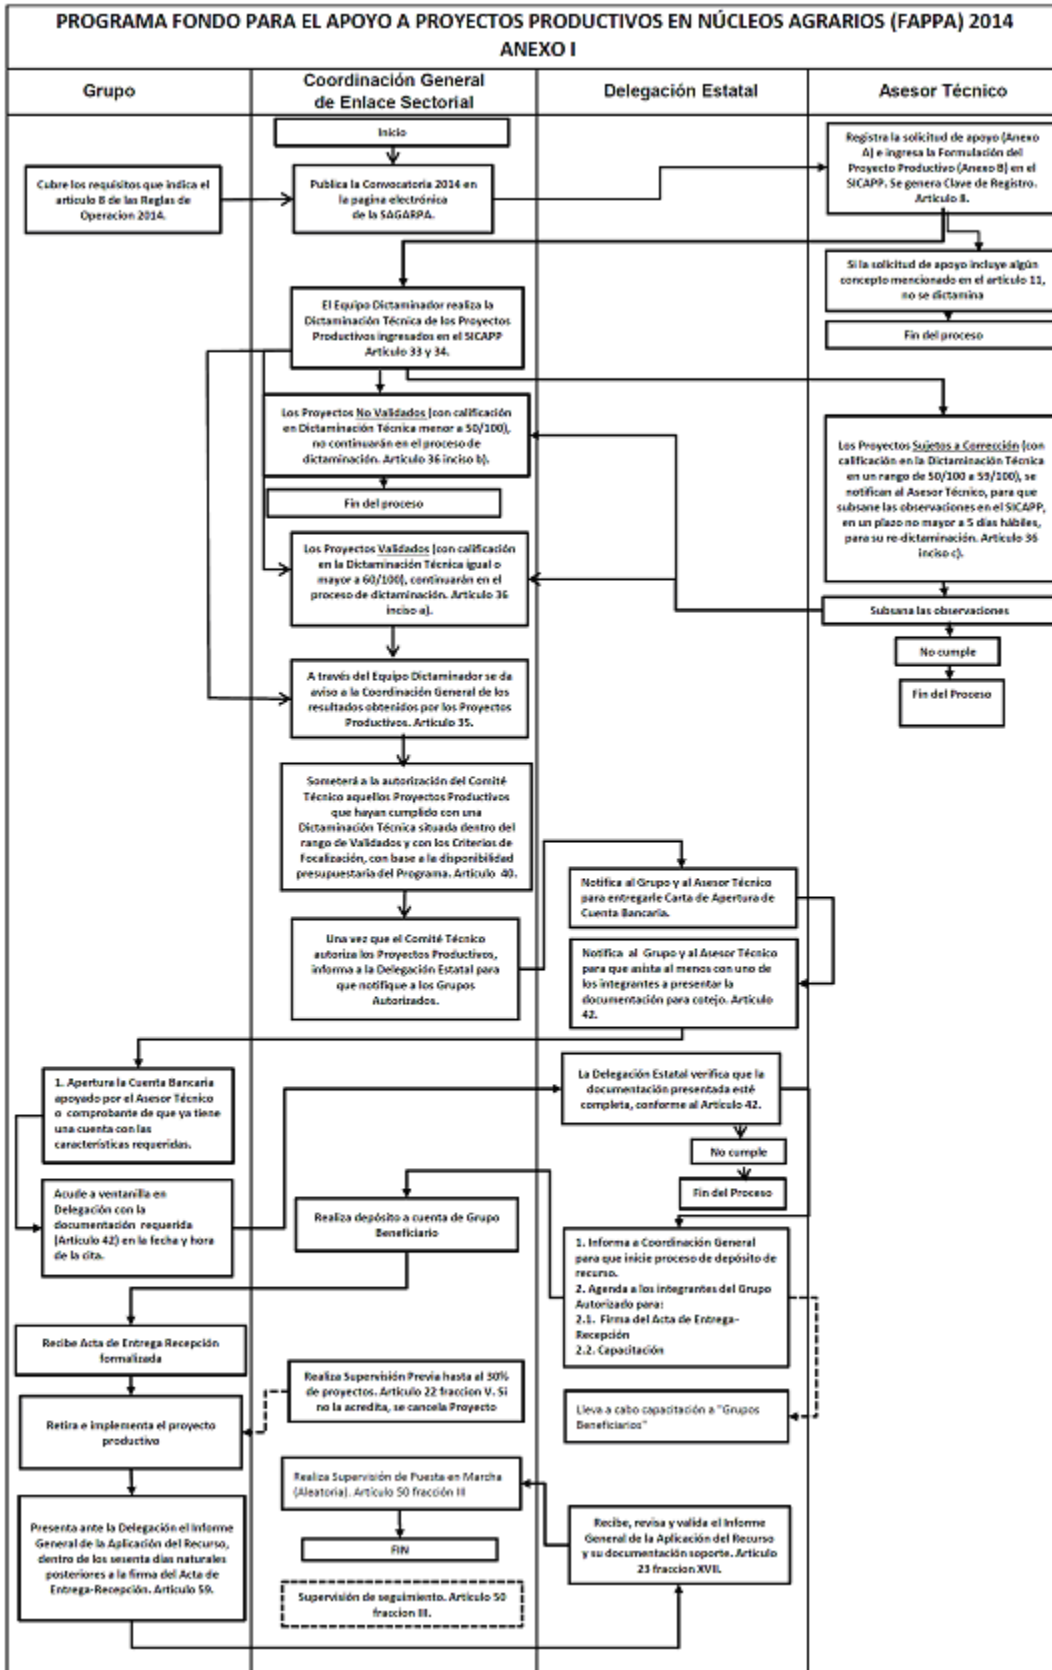 PROGRAMA FONDO PARA EL APOYO A PROYECTOS PRODUCTIVOS EN NÚCLEOS AGRARIOS (FAPPA) 2014
ANEXO I
Grupo
Coordinación General
de Enlace Sectorial
Delegación Estatal
Asesor Técnico
Inicio
Cubre los requisitos que indica el
artículo 8 de las Reglas de
Operacion 2014.
Publica la Convocatoria 2014 en
la pagina electrónica
de la SAGARPA.
Registra la solicitud de apoyo (Anexo
A) e ingresa la Formulación del
Proyecto Productivo (Anexo B) en el
SICAPP. Se genera Clave de Registro.
Artículo 8.
Si la solicitud de apoyo incluye algún
concepto mencionado en el artículo 11,
no se dictamina
Fin del proceso
El Equipo Dictaminador realiza la
Dictaminación Técnica de los Proyectos
Productivos ingresados en el SICAPP
Artículo 33 y 34.
Los Proyectos No Validados (con calificación
en Dictaminación Técnica menor a 50/100),
no continuarán en el proceso de
dictaminación. Artículo 36 inciso b).
Fin del proceso
Los Proyectos Sujetos a Corrección (con
calificación en la Dictaminación Técnica
en un rango de 50/100 a 59/100), se
notifican al Asesor Técnico, para que
subsane las observaciones en el SICAPP,
en un plazo no mayor a 5 días hábiles,
para su re-dictaminación. Artículo 36
inciso c).
Los Proyectos Validados (con calificación
en la Dictaminación Técnica igual o
mayor a 60/100), continuarán en el
proceso de dictaminación. Artículo 36
inciso a).
Subsana las observaciones
No cumple
Fin del Proceso
A través del Equipo Dictaminador se da
aviso a la Coordinación General de los
resultados obtenidos por los Proyectos
Productivos. Artículo 35.
Someterá a la autorización del Comité
Técnico aquellos Proyectos Productivos
que hayan cumplido con una
Dictaminación Técnica situada dentro del
rango de Validados y con los Criterios de
Focalización, con base a la disponibilidad
presupuestaria del Programa. Artículo 40.
Una vez que el Comité Técnico
autoriza los Proyectos Productivos,
informa a la Delegación Estatal para
que notifique a los Grupos
Autorizados.
Notifica al Grupo y al Asesor Técnico
para entregarle Carta de Apertura de
Cuenta Bancaria.
Notifica al Grupo y al Asesor Técnico
para que asista al menos con uno de
los integrantes a presentar la
documentación para cotejo. Artículo
42.
1. Apertura la Cuenta Bancaria
apoyado por el Asesor Técnico
o comprobante de que ya tiene
una cuenta con las
características requeridas.
La Delegación Estatal verifica que la
documentación presentada esté
completa, conforme al Artículo 42.
No cumple
Fin del Proceso
Acude a ventanilla en
Delegación con la
documentación requerida
(Artículo 42) en la fecha y hora
de la cita.
Realiza depósito a cuenta de Grupo
Beneficiario
1. Informa a Coordinación General
para que inicie proceso de depósito de
recurso.
2. Agenda a los integrantes del Grupo
Autorizado para:
2.1. Firma del Acta de Entrega-
Recepción
2.2. Capacitación
Recibe Acta de Entrega Recepción
formalizada
Realiza Supervisión Previa hasta al 30%
de proyectos. Artículo 22 fraccion V. Si
no la acredita, se cancela Proyecto
Lleva a cabo capacitación a "Grupos
Beneficiarios"
Retira e implementa el proyecto
productivo
Realiza Supervisión de Puesta en Marcha
(Aleatoria). Artículo 50 fracción III
FIN
Presenta ante la Delegación el Informe
General de la Aplicación del Recurso,
dentro de los sesenta días naturales
posteriores a la firma del Acta de
Entrega-Recepción. Artículo 59.
Recibe, revisa y valida el Informe
General de la Aplicación del Recurso
y su documentación soporte. Artículo
23 fraccion XVII.
Supervisión de seguimiento. Artículo 50
fraccion III.